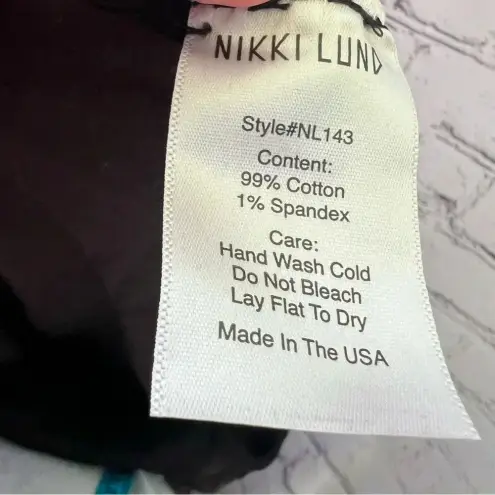 NIKKI LUND
Style#NL143
Content:
99% Cotton
1% Spandex
Care:
Hand Wash Cold
Do Not Bleach
Lay Flat To Dry
Made In The USA